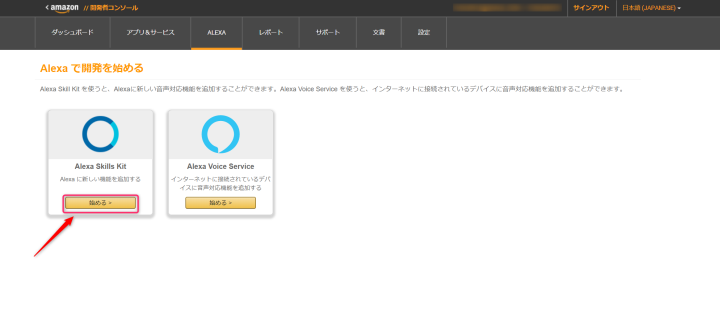 < amazon // 開発者コンソール
サインアウト 日本語 (JAPANESE)
ダッシュボード アプリ&サービス ALEXA レポート サポート 文書 設定
Alexa で開発を始める
Alexa Skill Kit を使うと、Alexaに新しい音声対応機能を追加することができます。Alexa Voice Service を使うと、インターネットに接続されているデバイスに音声対応機能を追加することができます。
Alexa Skills Kit
Alexa に新しい機能を追加する
始める >
Alexa Voice Service
インターネットに接続されているデバ
イスに音声対応機能を追加する
始める >